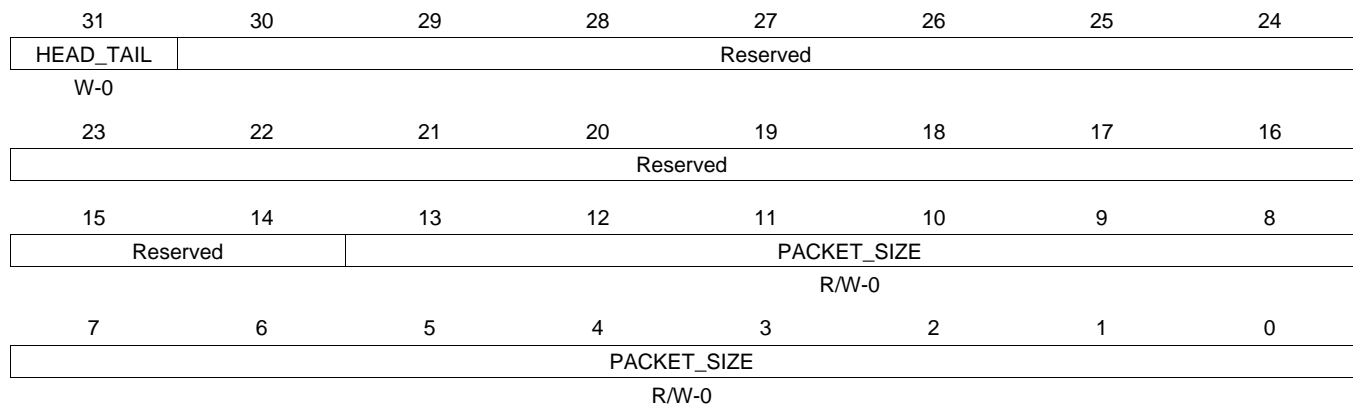 31 30 29 28 27 26 25 24
HEAD_TAIL Reserved
W-0
23 22 21 20 19 18 17 16
Reserved
15 14 13 12 11 10 9 8
Reserved PACKET_SIZE
R/W-0
7 6 5 4 3 2 1 0
PACKET_SIZE
R/W-0